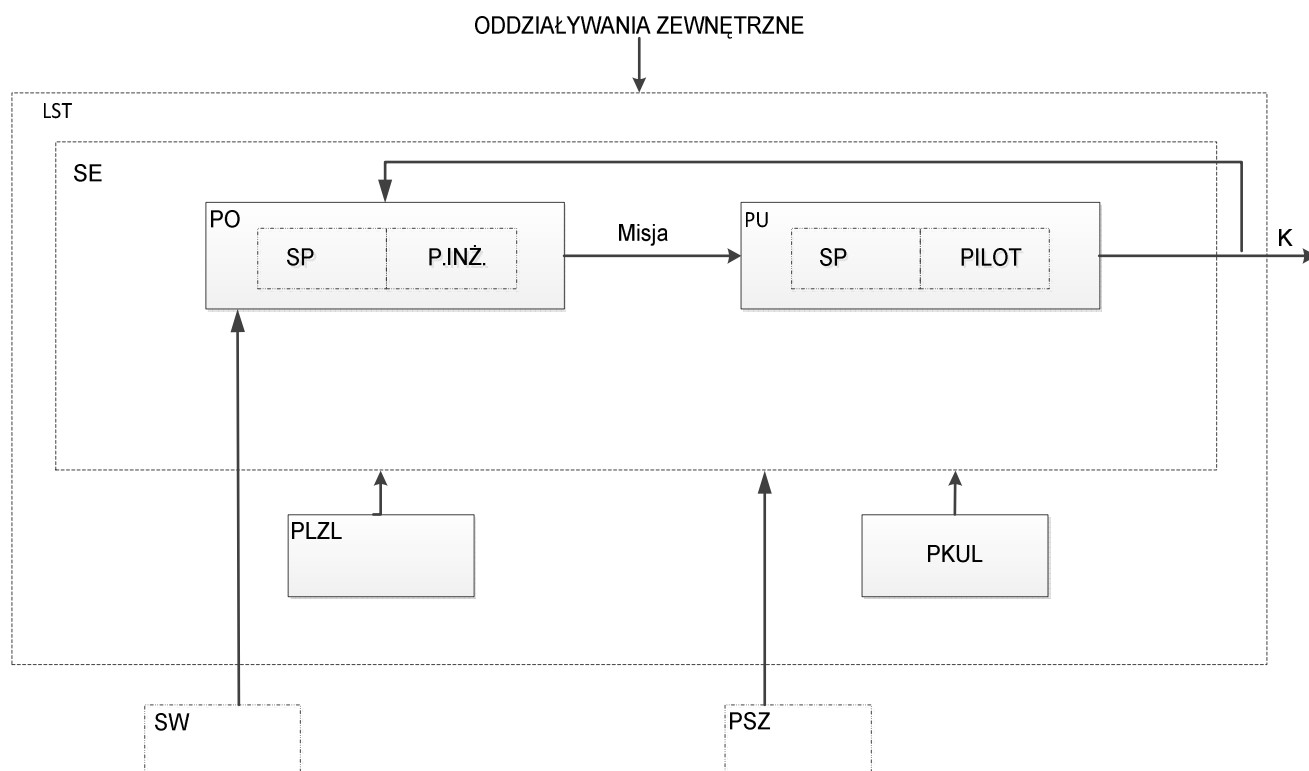 ODDZIAŁYWANIA ZEWNĘTRZNE
LST
SE
PO
SP
P.INŻ.
Misja
PU
SP
PILOT
K
PLZL
PKUL
SW
PSZ